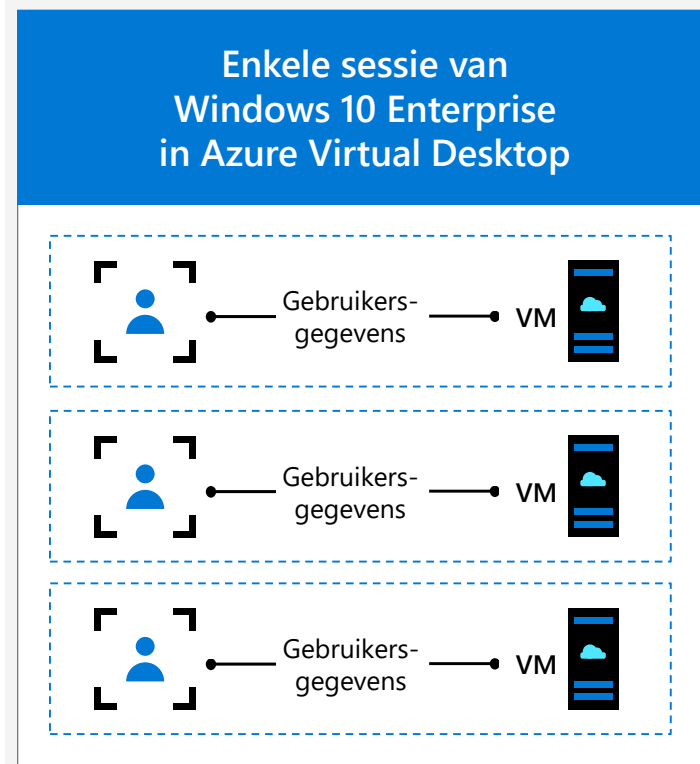 Enkele sessie van
Windows 10 Enterprise
in Azure Virtual Desktop
Gebruikers-
gegevens
VM
Gebruikers-
gegevens
VM
Gebruikers-
gegevens
VM